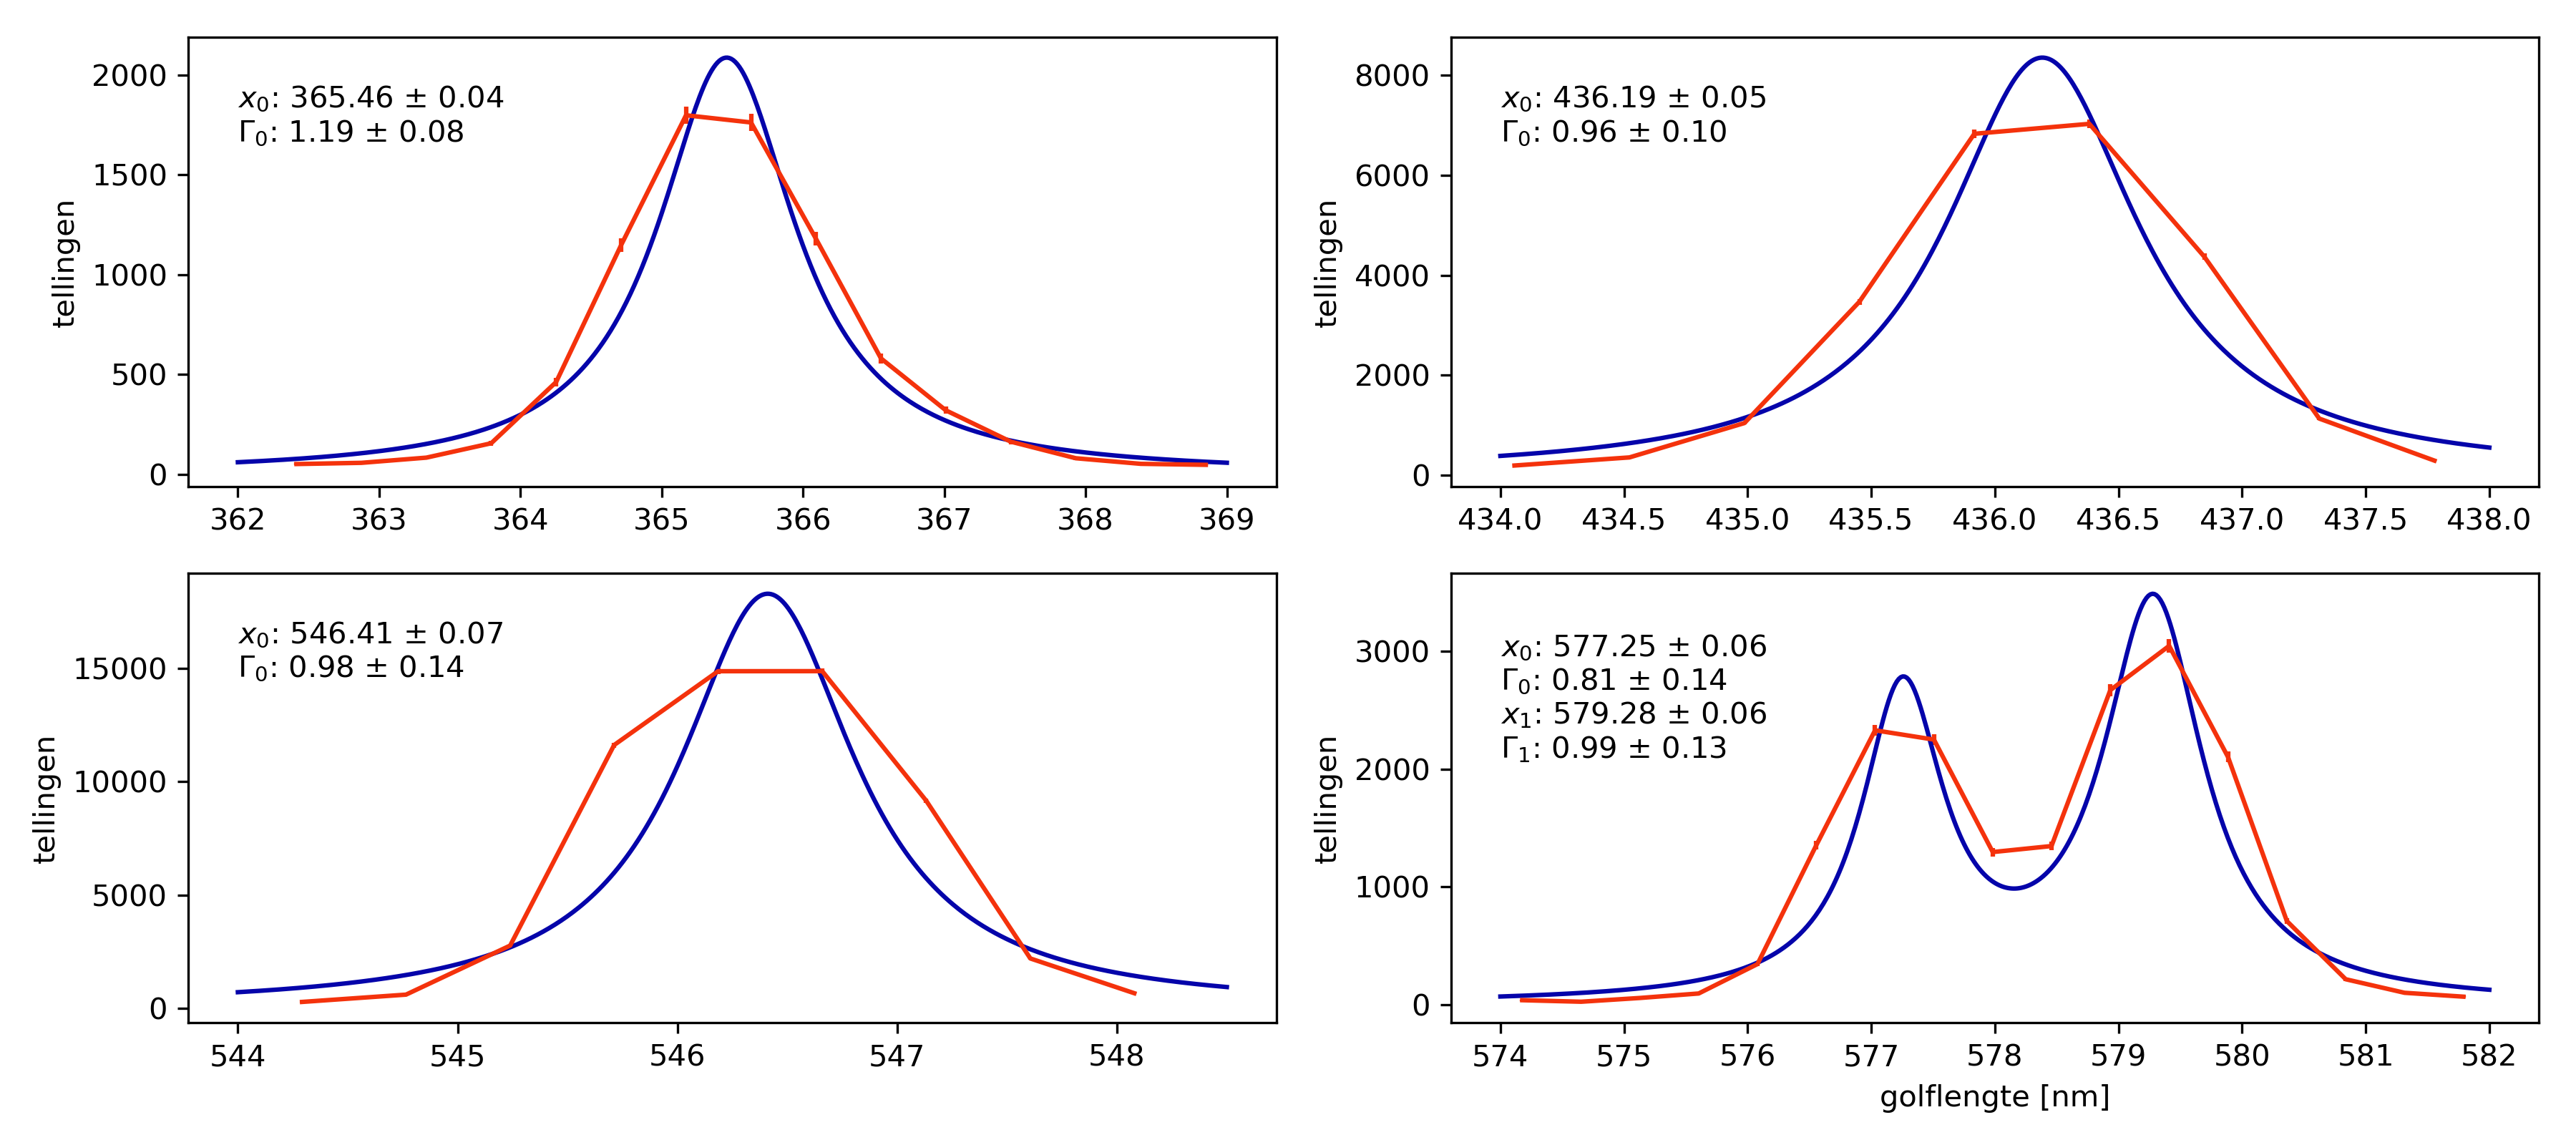 x₀: 365.46 ± 0.04
Γ₀: 1.19 ± 0.08
tellingen
2000
1500
1000
500
0
362 363 364 365 366 367 368 369
x₀: 436.19 ± 0.05
Γ₀: 0.96 ± 0.10
tellingen
8000
6000
4000
2000
0
434.0 434.5 435.0 435.5 436.0 436.5 437.0 437.5 438.0
x₀: 546.41 ± 0.07
Γ₀: 0.98 ± 0.14
tellingen
15000
10000
5000
0
544 545 546 547 548
x₀: 577.25 ± 0.06
Γ₀: 0.81 ± 0.14
x₁: 579.28 ± 0.06
Γ₁: 0.99 ± 0.13
tellingen
3000
2000
1000
0
574 575 576 577 578 579 580 581 582
golflengte [nm]